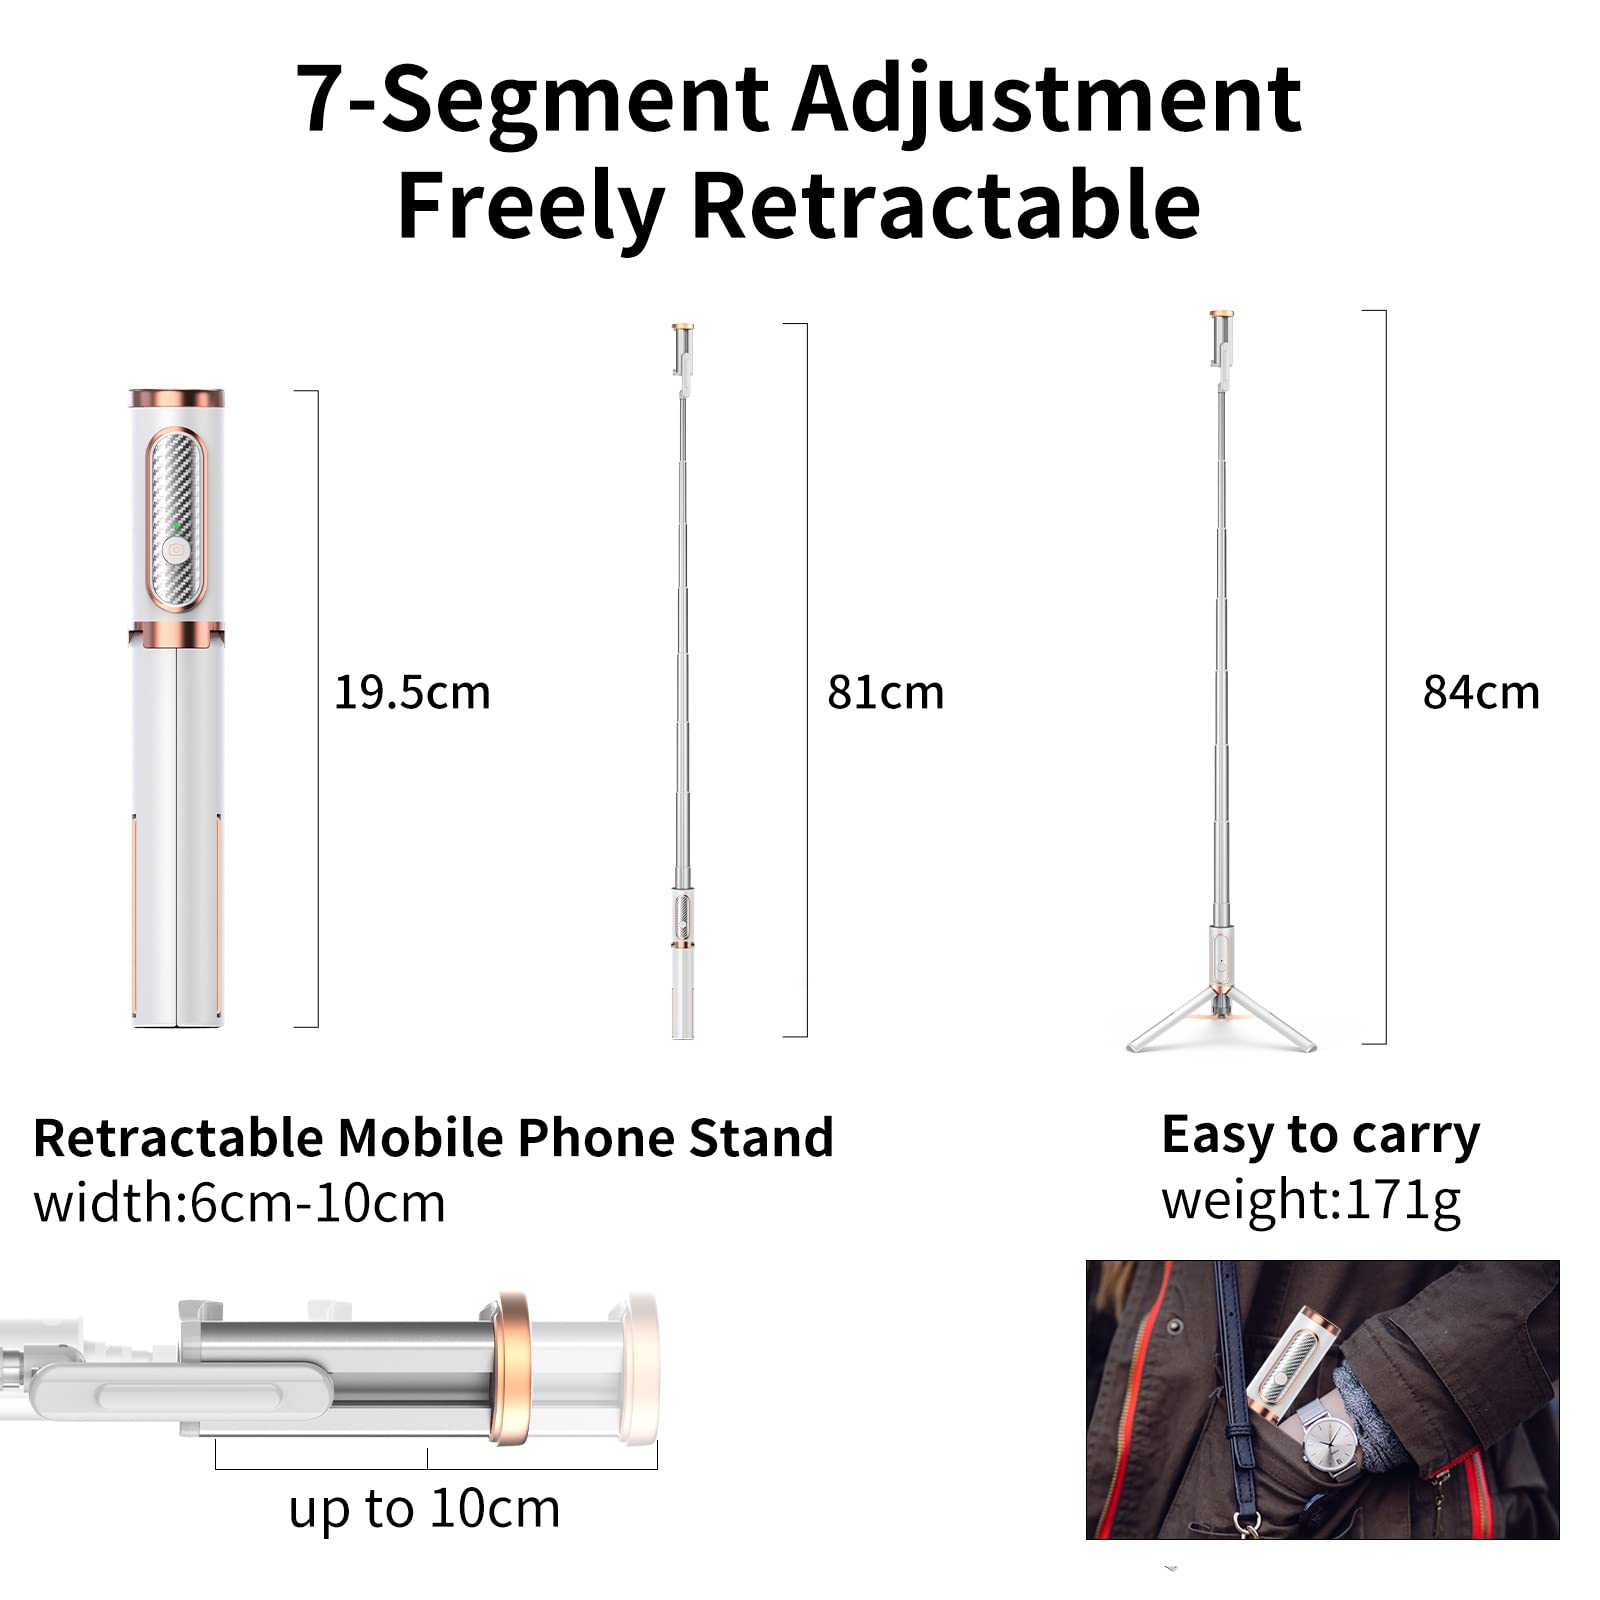 7-Segment Adjustment
Freely Retractable
19.5cm
81cm
84cm
Retractable Mobile Phone Stand
width:6cm-10cm
up to 10cm
Easy to carry
weight:171g